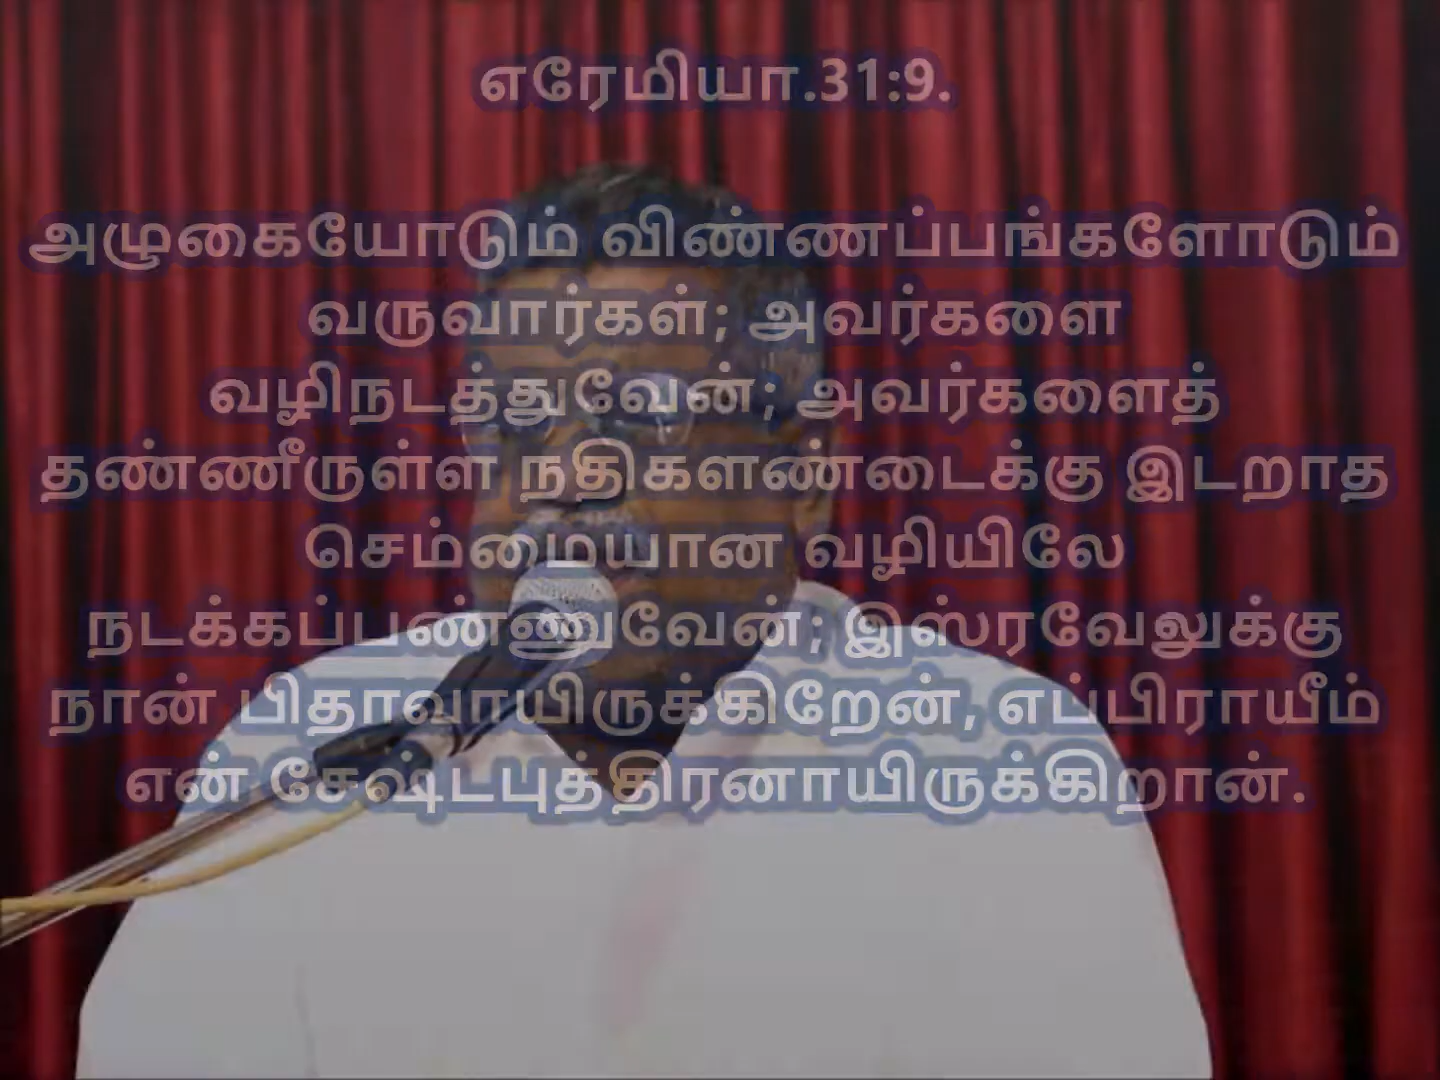 எரேமியா.31:9.
அழுகையோடும் விண்ணப்பங்களோடும்
வருவார்கள்; அவர்களை
வழிநடத்துவேன்; அவர்களைத்
தண்ணீருள்ள நதிகளண்டைக்கு இடறாத
செம்மையான வழியிலே
நடக்கப்பண்ணுவேன்; இஸ்ரவேலுக்கு
நான் பிதாவாயிருக்கிறேன், எப்பிராயீம்
என் சேஷ்டபுத்திரனாயிருக்கிறான்.